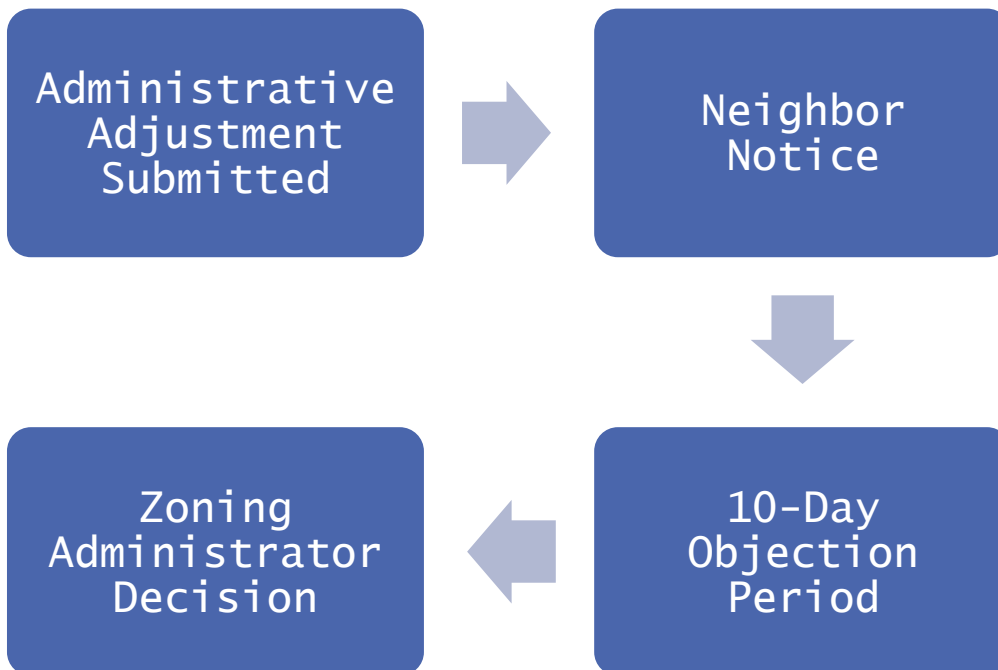 Administrative
Adjustment
Submitted
Neighbor
Notice
10-Day
Objection
Period
Zoning
Administrator
Decision